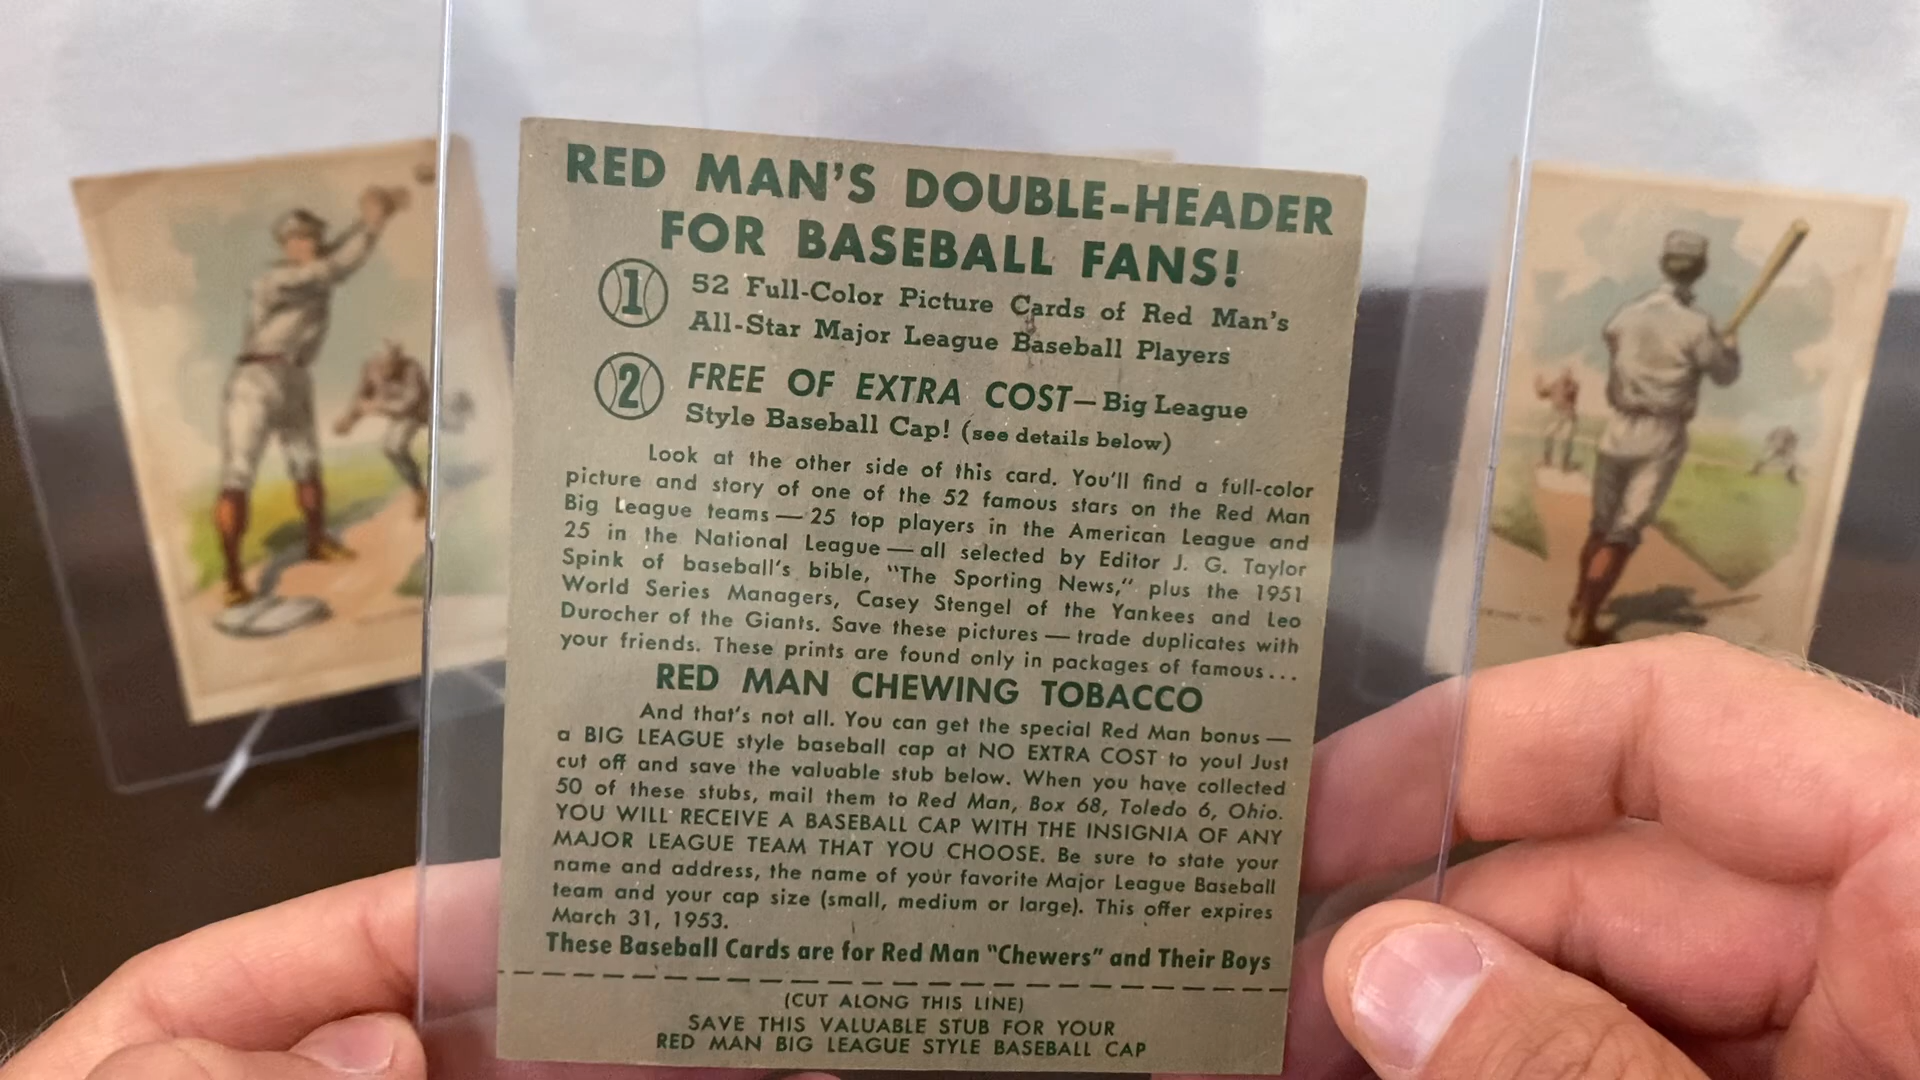 RED MAN'S DOUBLE-HEADER
FOR BASEBALL FANS!
1 52 Full-Color Picture Cards of Red Man's
All-Star Major League Baseball Players
2 FREE OF EXTRA COST—Big League
Style Baseball Cap! (see details below)
Look at the other side of this card. You'll find a full-color
picture and story of one of the 52 famous stars on the Red Man
Big League teams — 25 top players in the American League and
25 in the National League — all selected by Editor J. G. Taylor
Spink of baseball's bible, "The Sporting News," plus the 1951
World Series Managers, Casey Stengel of the Yankees and Leo
Durocher of the Giants. Save these pictures — trade duplicates with
your friends. These prints are found only in packages of famous...
RED MAN CHEWING TOBACCO
And that's not all. You can get the special Red Man bonus —
a BIG LEAGUE style baseball cap at NO EXTRA COST to you! Just
cut off and save the valuable stub below. When you have collected
50 of these stubs, mail them to Red Man, Box 68, Toledo 6, Ohio.
YOU WILL RECEIVE A BASEBALL CAP WITH THE INSIGNIA OF ANY
MAJOR LEAGUE TEAM THAT YOU CHOOSE. Be sure to state your
name and address, the name of your favorite Major League Baseball
team and your cap size (small, medium or large). This offer expires
March 31, 1953.
These Baseball Cards are for Red Man "Chewers" and Their Boys
(CUT ALONG THIS LINE)
SAVE THIS VALUABLE STUB FOR YOUR
RED MAN BIG LEAGUE STYLE BASEBALL CAP